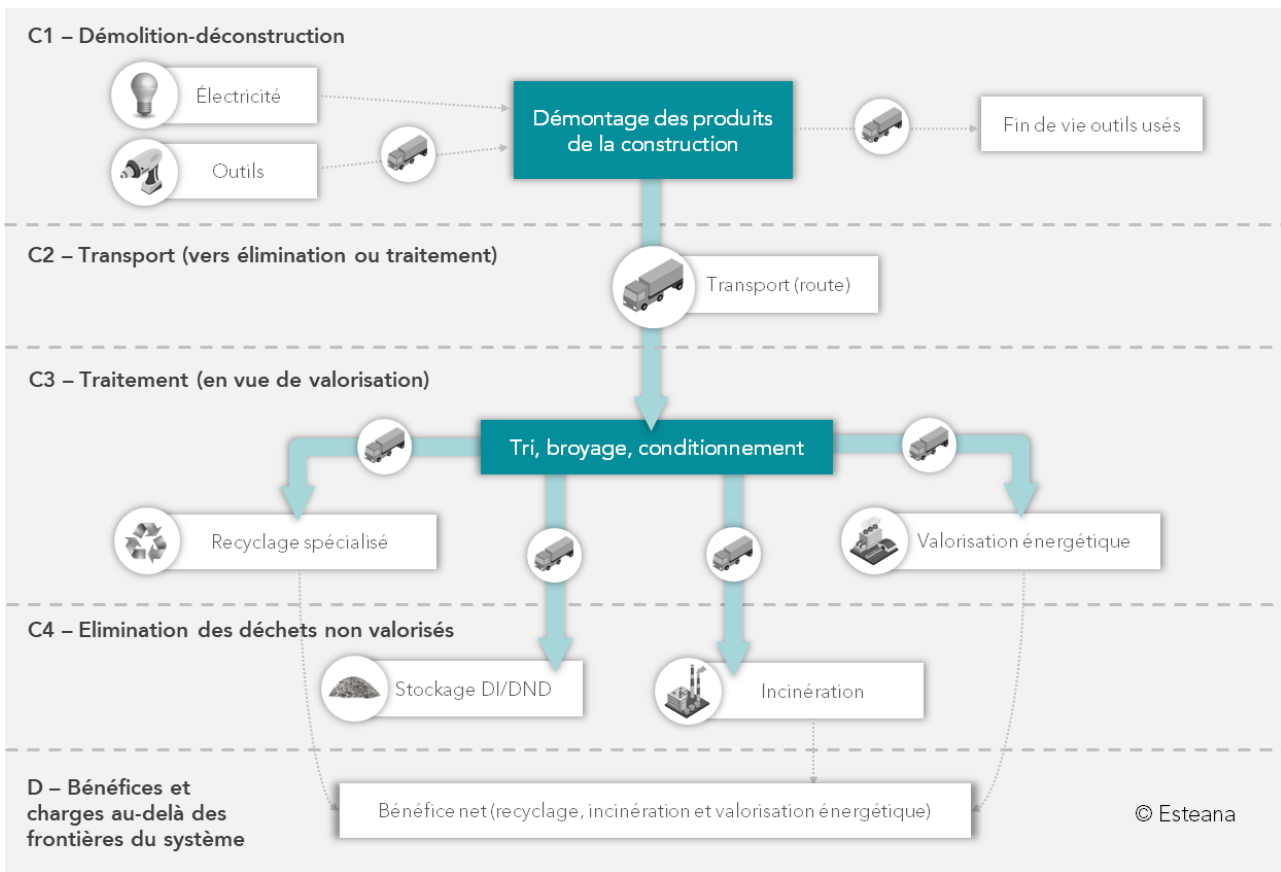 C1 – Démolition-déconstruction
Électricité
Outils
Démontage des produits
de la construction
Fin de vie outils usés
C2 – Transport (vers élimination ou traitement)
Transport (route)
C3 – Traitement (en vue de valorisation)
Tri, broyage, conditionnement
Recyclage spécialisé
Valorisation énergétique
C4 – Elimination des déchets non valorisés
Stockage DI/DND
Incinération
D – Bénéfices et
charges au-delà des
frontières du système
Bénéfice net (recyclage, incinération et valorisation énergétique)
© Esteana